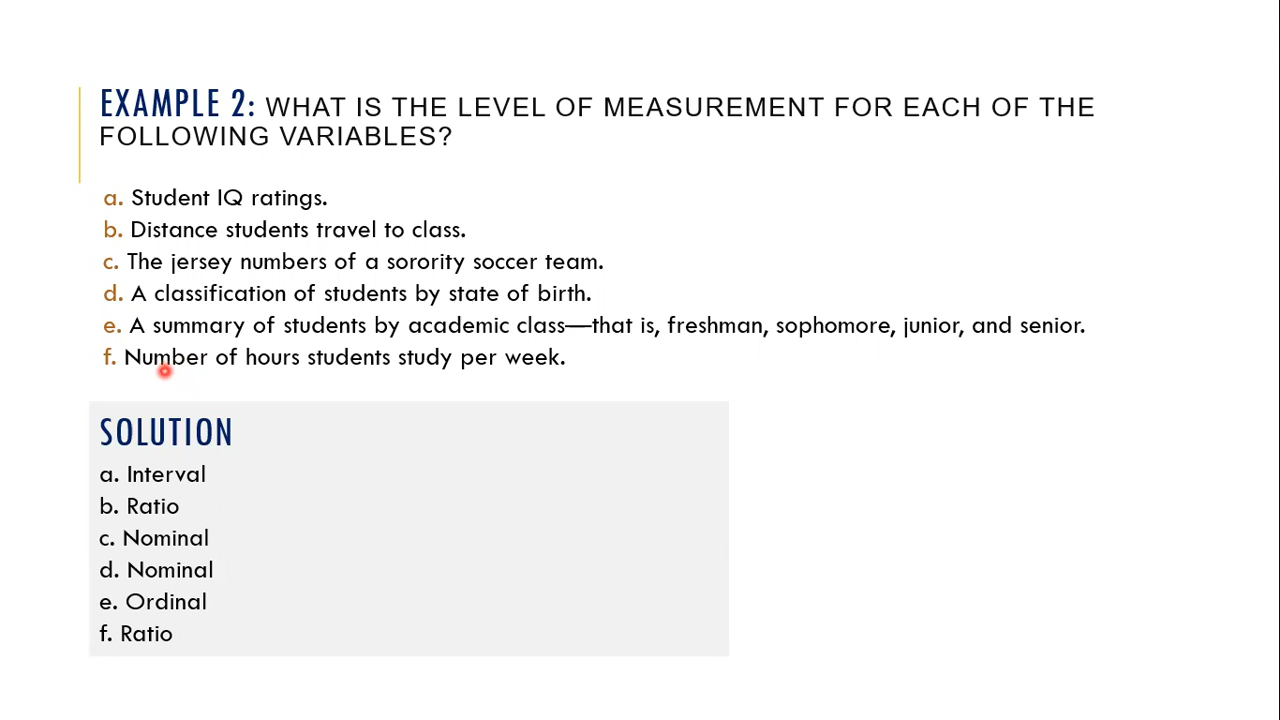 EXAMPLE 2: WHAT IS THE LEVEL OF MEASUREMENT FOR EACH OF THE
FOLLOWING VARIABLES?
a. Student IQ ratings.
b. Distance students travel to class.
c. The jersey numbers of a sorority soccer team.
d. A classification of students by state of birth.
e. A summary of students by academic class—that is, freshman, sophomore, junior, and senior.
f. Number of hours students study per week.
SOLUTION
a. Interval
b. Ratio
c. Nominal
d. Nominal
e. Ordinal
f. Ratio